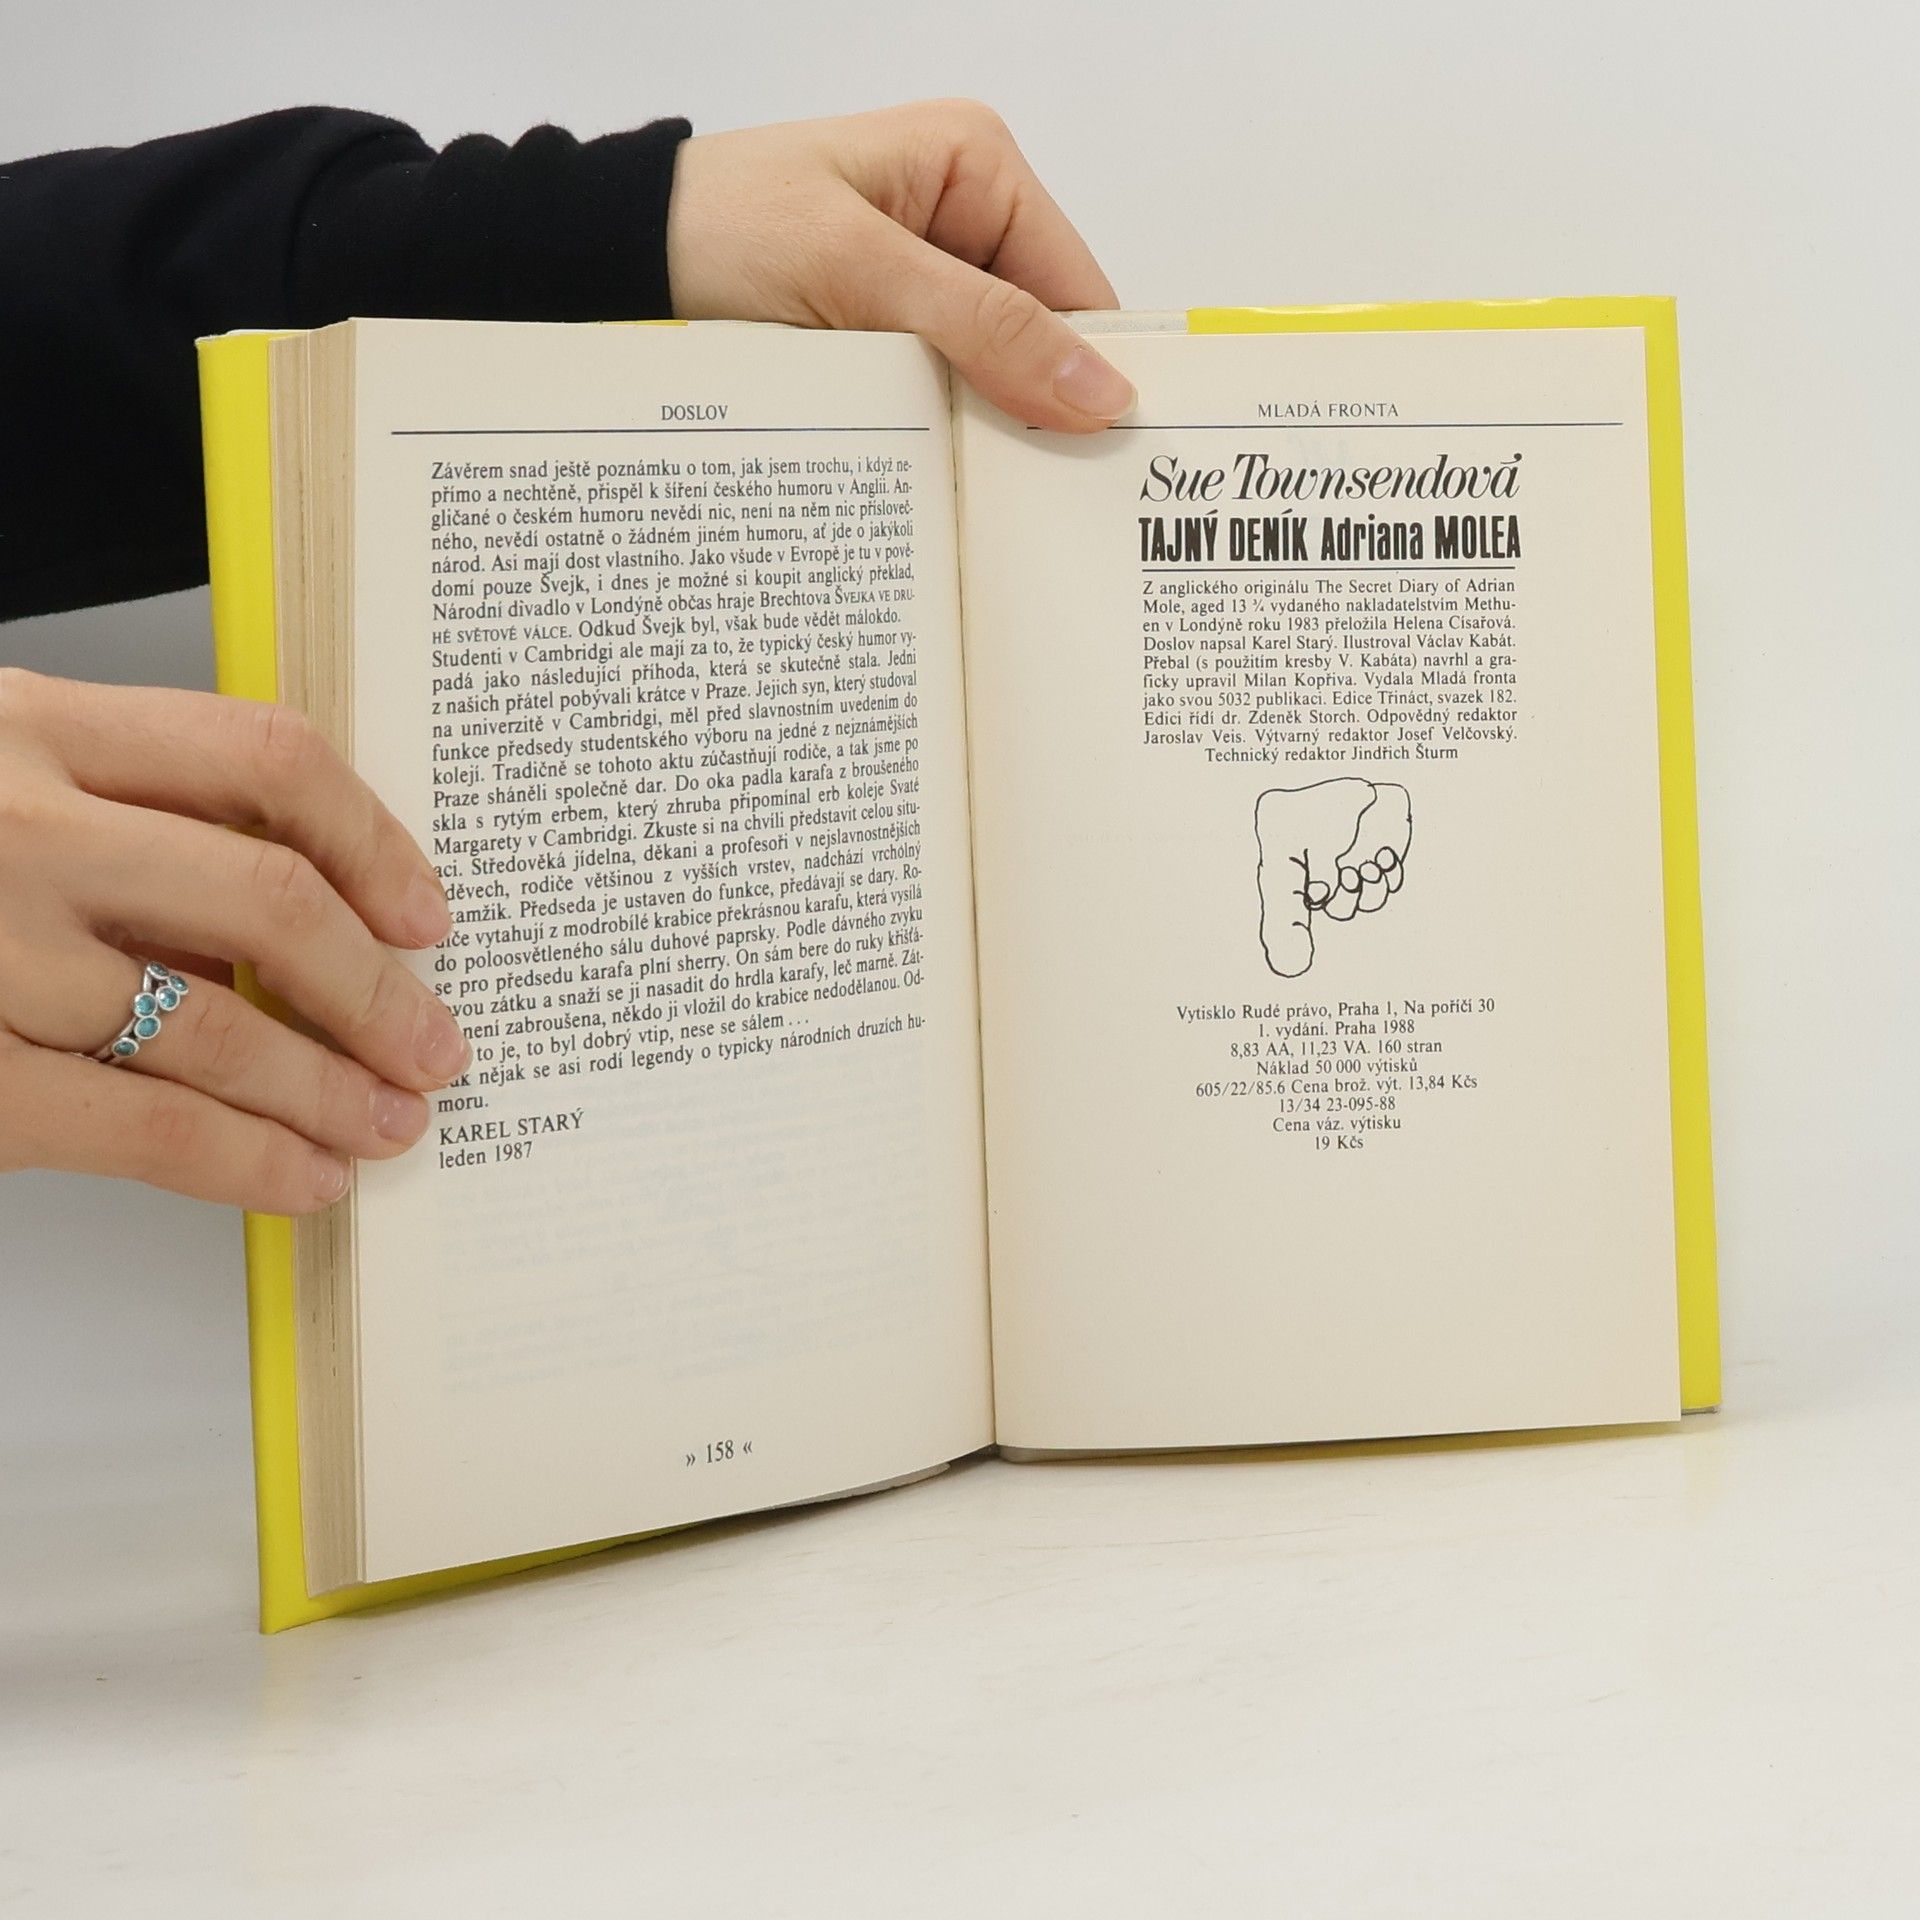 DOSLOV
Závěrem snad ještě poznámku o tom, jak jsem trochu, i když ne-
přímo a nechtěně, přispěl k šíření českého humoru v Anglii. An-
gličané o českém humoru nevědí nic, není na něm nic příslověč-
ného, nevědí ostatně o žádném jiném humoru, ať jde o jakýkoli
národ. Asi mají dost vlastního. Jako všude v Evropě je tu v pově-
domí pouze Švejk, i dnes je možné si koupit anglický překlad,
Národní divadlo v Londýně občas hraje Brechtova ŠVEJKA VE DRU-
HÉ SVĚTOVÉ VÁLCE. Odkud Švejk byl, však bude vědět málokdo.
Studenti v Cambridgi ale mají za to, že typický český humor vy-
padá jako následující příhoda, která se skutečně stala. Jedni
z našich přátel pobývali krátce v Praze. Jejich syn, který studoval
na univerzitě v Cambridgi, měl před slavnostním uvedením do
funkce předsedy studentského výboru na jedné z nejznámějších
kolejí. Tradičně se tohoto aktu zúčastňují rodiče, a tak jsme po
Praze sháněli společně dar. Do oka padla karafa z broušeného
skla s rytým erbem, který zhruba připomínal erb koleje Svaté
Margarety v Cambridgi. Zkuste si na chvíli představit celou situ-
aci. Středověká jídelna, děkani a profesoři v nejslavnostnějších
děvech, rodiče většinou z vyšších vrstev, nadchází vrcholný
kamžik. Předseda je ustaven do funkce, předávají se dary. Ro-
vytahují z modrobílé krabice překrásnou karafu, která vysílá
do poloosvětleného sálu duhové paprsky. Podle dávného zvyku
se pro předsedu karafa plní sherry. On sám bere do ruky křišťá-
vou zátku a snaží se ji nasadit do hrdla karafy, leč marně. Zát-
není zabroušena, někdo ji vložil do krabice nedodělanou. Od-
to je, to byl dobrý vtip, nese se sálem ...
nějak se asi rodí legendy o typicky národních druzích hu-
moru.
KAREL STARÝ
leden 1987
» 158 «
MLADÁ FRONTA
Sue Townsendová
TAJNÝ DENÍK Adriana MOLEA
Z anglického originálu The Secret Diary of Adrian
Mole, aged 13 ¾ vydaného nakladatelstvím Methu-
en v Londýně roku 1983 přeložila Helena Císařová.
Doslov napsal Karel Starý. Ilustroval Václav Kabát.
Přebal (s použitím kresby V. Kabáta) navrhl a gra-
ficky upravil Milan Kopřiva. Vydala Mladá fronta
jako svou 5032 publikaci. Edice Třináct, svazek 182.
Edici řídí dr. Zdeněk Storch. Odpovědný redaktor
Jaroslav Veis. Výtvarný redaktor Josef Velčovský.
Technický redaktor Jindřich Šturm
Vytisklo Rudé právo, Praha 1, Na poříčí 30
1. vydání. Praha 1988
8,83 AA, 11,23 VA. 160 stran
Náklad 50 000 výtisků
605/22/85.6 Cena brož. výt. 13,84 Kčs
13/34 23-095-88
Cena váz. výtisku
19 Kčs